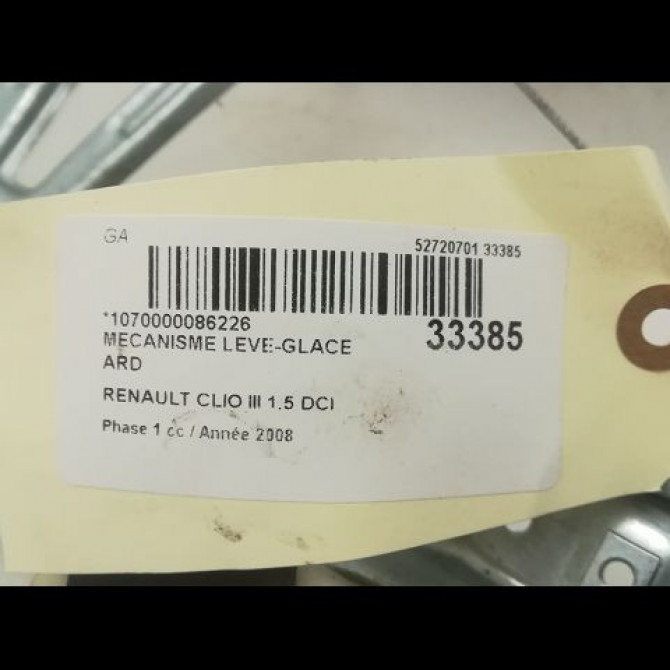 GA
52720701 33385
*1070000086226
33385
MECANISME LEVE-GLACE
ARD
RENAULT CLIO III 1.5 DCI
Phase 1 cc / Année 2008